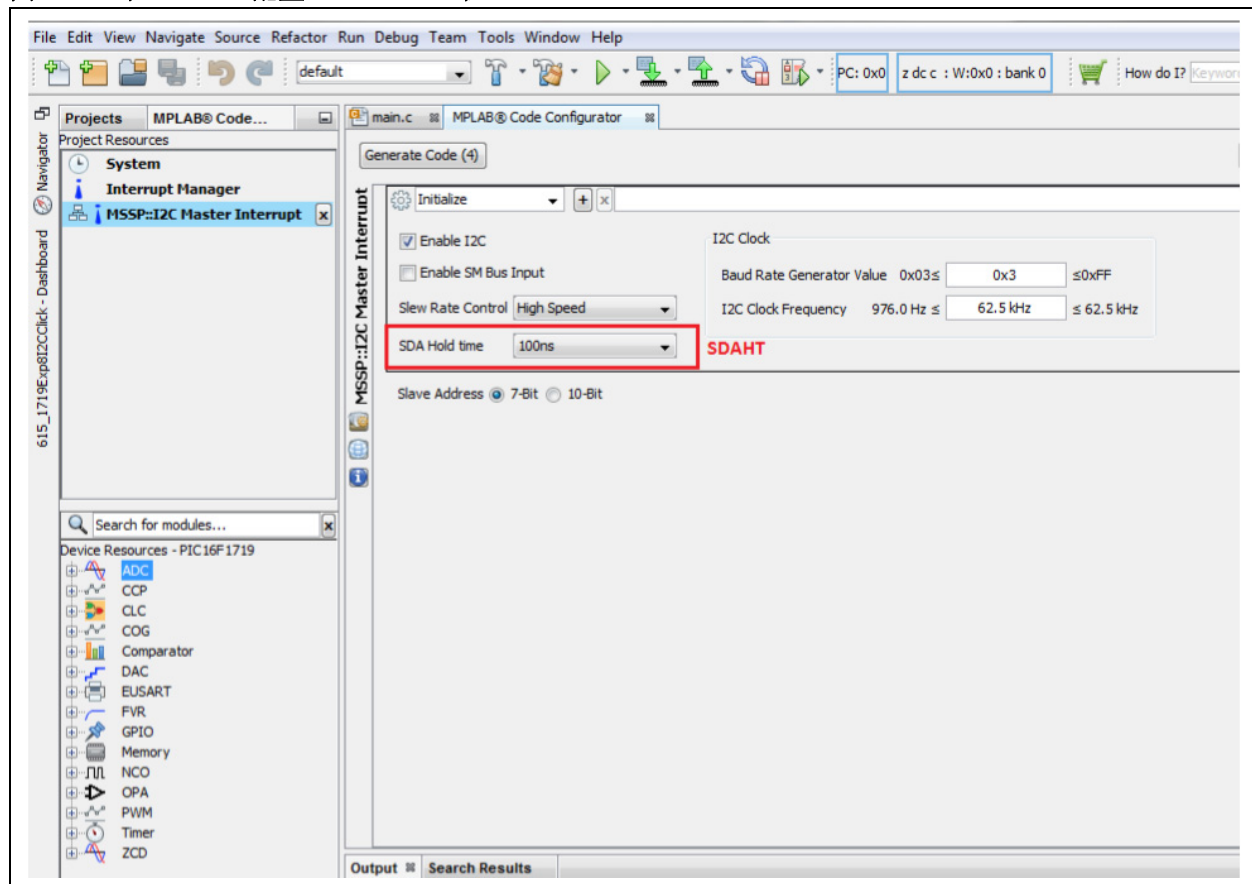 File Edit View Navigate Source Refactor Run Debug Team Tools Window Help
default
PC: 0x0
z dc c : W:0x0 : bank 0
How do I?
Projects
MPLAB® Code...
main.c
MPLAB® Code Configurator
Navigator
Dashboard
615_1719Exp8I2CClick - Dashboard
Project Resources
System
Interrupt Manager
MSSP::I2C Master Interrupt
Generate Code (4)
MSSP::I2C Master Interrupt
Initialize
Enable I2C
Enable SM Bus Input
Slew Rate Control High Speed
SDA Hold time 100ns
SDAHT
I2C Clock
Baud Rate Generator Value 0x03≤ 0x3 ≤0xFF
I2C Clock Frequency 976.0 Hz ≤ 62.5 kHz ≤ 62.5 kHz
Slave Address 7-Bit 10-Bit
Search for modules...
Device Resources - PIC16F1719
ADC
CCP
CLC
COG
Comparator
DAC
EUSART
FVR
GPIO
Memory
NCO
OPA
PWM
Timer
ZCD
Output
Search Results